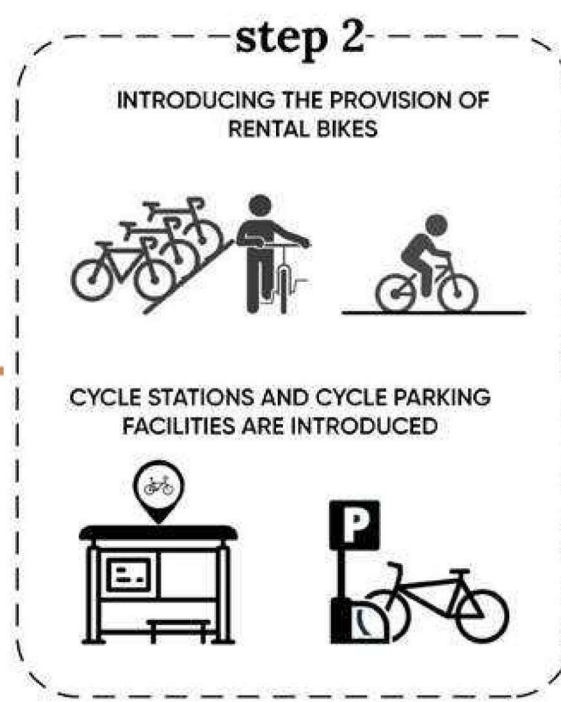 step 2
INTRODUCING THE PROVISION OF
RENTAL BIKES
CYCLE STATIONS AND CYCLE PARKING
FACILITIES ARE INTRODUCED
P